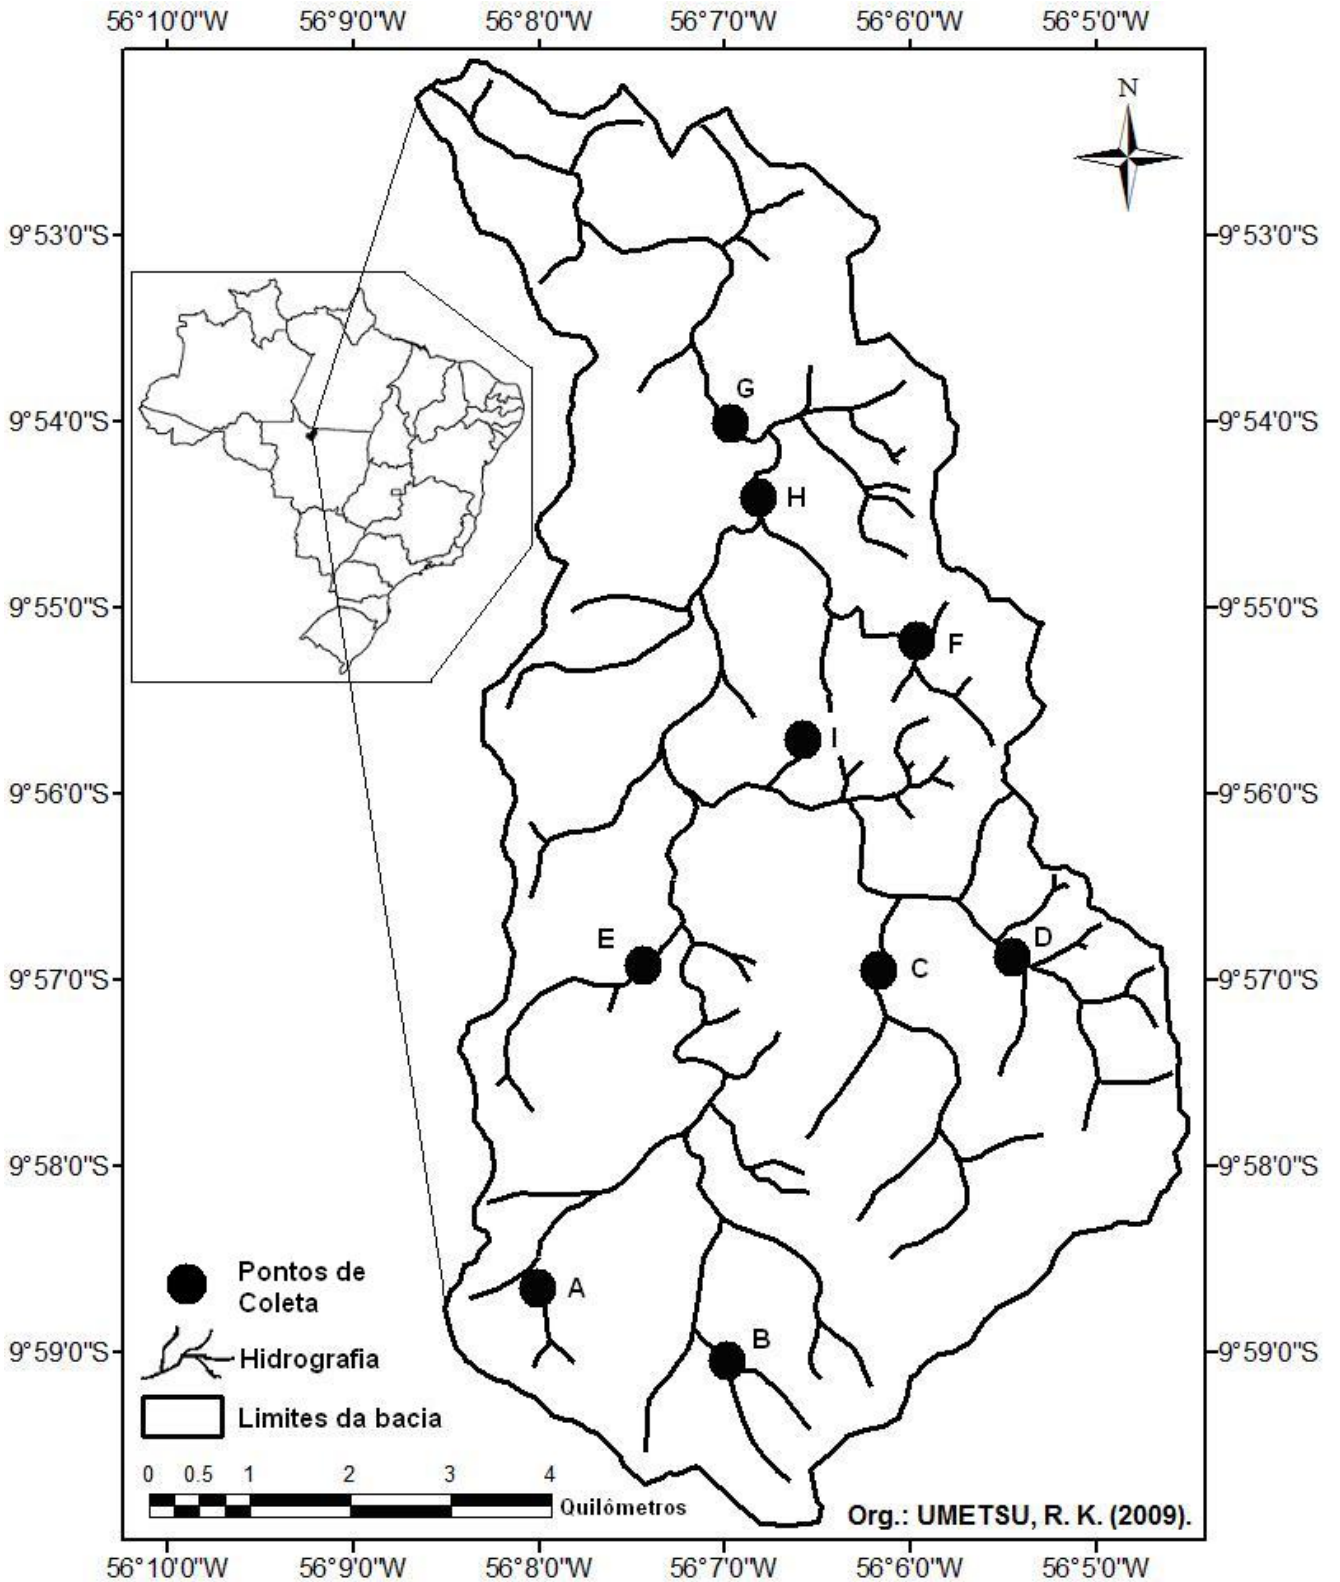 56°10'0"W 56°9'0"W 56°8'0"W 56°7'0"W 56°6'0"W 56°5'0"W
N
9°53'0"S 9°53'0"S
G
9°54'0"S 9°54'0"S
H
9°55'0"S 9°55'0"S
F
I
9°56'0"S 9°56'0"S
E D
C
9°57'0"S 9°57'0"S
9°58'0"S 9°58'0"S
A
B
9°59'0"S 9°59'0"S
Pontos de
Coleta
Hidrografia
Limites da bacia
0 0.5 1 2 3 4
Quilômetros
Org.: UMETSU, R. K. (2009).
56°10'0"W 56°9'0"W 56°8'0"W 56°7'0"W 56°6'0"W 56°5'0"W